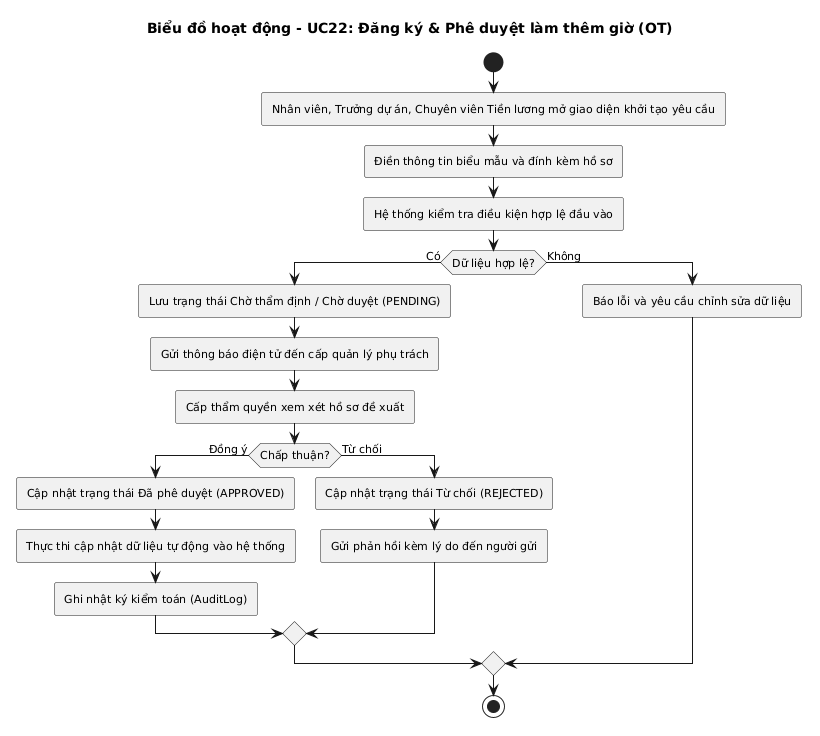 Biểu đồ hoạt động - UC22: Đăng ký & Phê duyệt làm thêm giờ (OT)
Nhân viên, Trưởng dự án, Chuyên viên Tiền lương mở giao diện khởi tạo yêu cầu
Điền thông tin biểu mẫu và đính kèm hồ sơ
Hệ thống kiểm tra điều kiện hợp lệ đầu vào
Có
Dữ liệu hợp lệ?
Không
Lưu trạng thái Chờ thẩm định / Chờ duyệt (PENDING)
Báo lỗi và yêu cầu chỉnh sửa dữ liệu
Gửi thông báo điện tử đến cấp quản lý phụ trách
Cấp thẩm quyền xem xét hồ sơ đề xuất
Đồng ý
Chấp thuận?
Từ chối
Cập nhật trạng thái Đã phê duyệt (APPROVED)
Cập nhật trạng thái Từ chối (REJECTED)
Thực thi cập nhật dữ liệu tự động vào hệ thống
Gửi phản hồi kèm lý do đến người gửi
Ghi nhật ký kiểm toán (AuditLog)